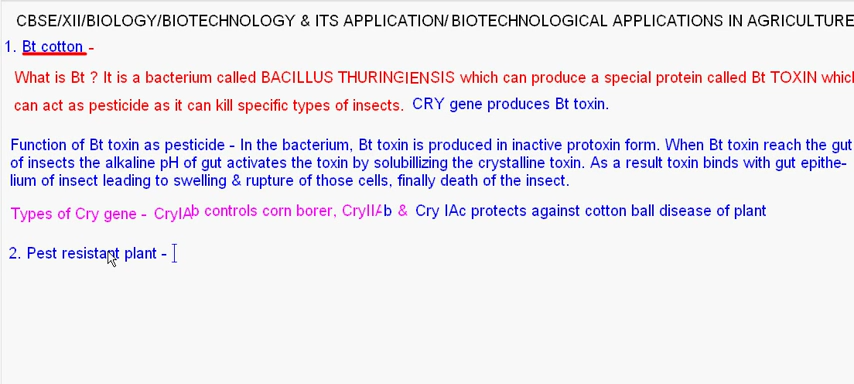 CBSE/XII/BIOLOGY/BIOTECHNOLOGY & ITS APPLICATION/ BIOTECHNOLOGICAL APPLICATIONS IN AGRICULTURE
1. Bt cotton -
What is Bt ? It is a bacterium called BACILLUS THURINGIENSIS which can produce a special protein called Bt TOXIN which
can act as pesticide as it can kill specific types of insects. CRY gene produces Bt toxin.
Function of Bt toxin as pesticide - In the bacterium, Bt toxin is produced in inactive protoxin form. When Bt toxin reach the gut
of insects the alkaline pH of gut activates the toxin by solubillizing the crystalline toxin. As a result toxin binds with gut epithe-
lium of insect leading to swelling & rupture of those cells, finally death of the insect.
Types of Cry gene - CryIAb controls corn borer, CryIIAb & Cry IAc protects against cotton ball disease of plant
2. Pest resistant plant -